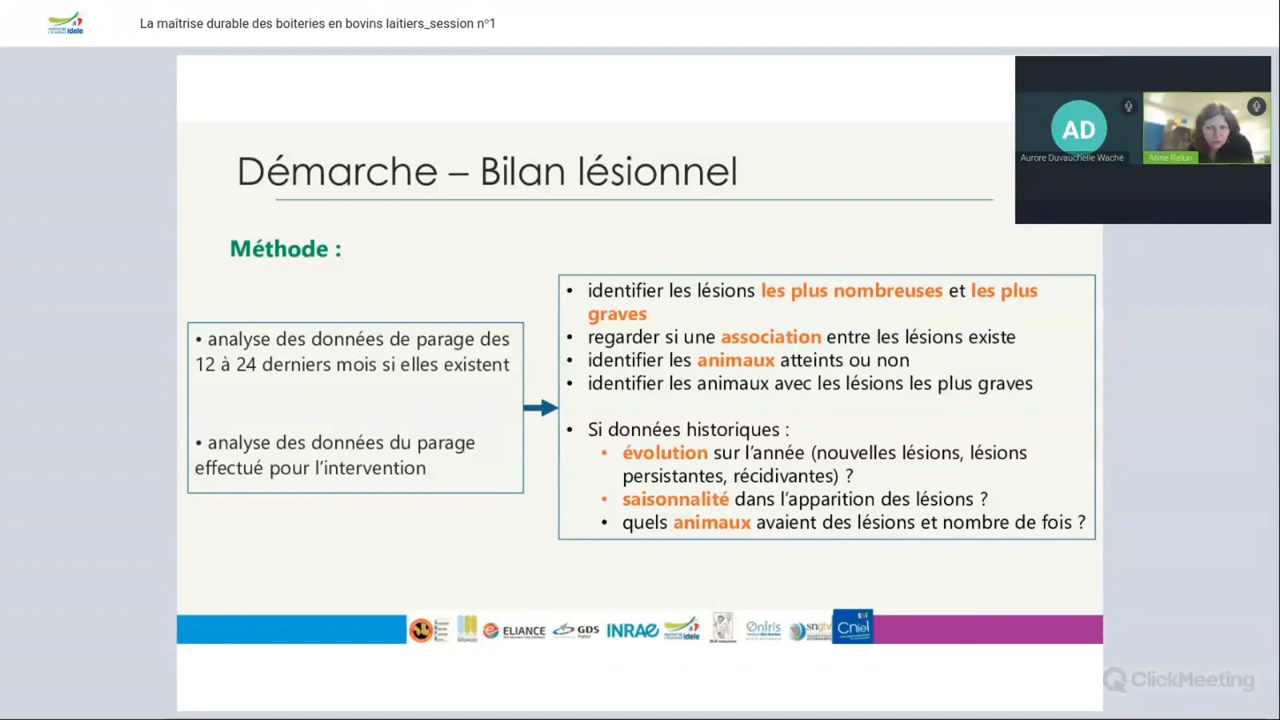 La maîtrise durable des boiteries en bovins laitiers_session n°1
idele
AD
Aurore Duvauchelle Waché
Anne Relun
Démarche – Bilan lésionnel
Méthode :
• analyse des données de parage des
12 à 24 derniers mois si elles existent
• analyse des données du parage
effectué pour l’intervention
• identifier les lésions les plus nombreuses et les plus
graves
• regarder si une association entre les lésions existe
• identifier les animaux atteints ou non
• identifier les animaux avec les lésions les plus graves
• Si données historiques :
• évolution sur l’année (nouvelles lésions, lésions
persistantes, récidivantes) ?
• saisonnalité dans l’apparition des lésions ?
• quels animaux avaient des lésions et nombre de fois ?
ELIANCE
GDS
France
INRAE
idele
Oniris
sngtv
Cniel
ClickMeeting